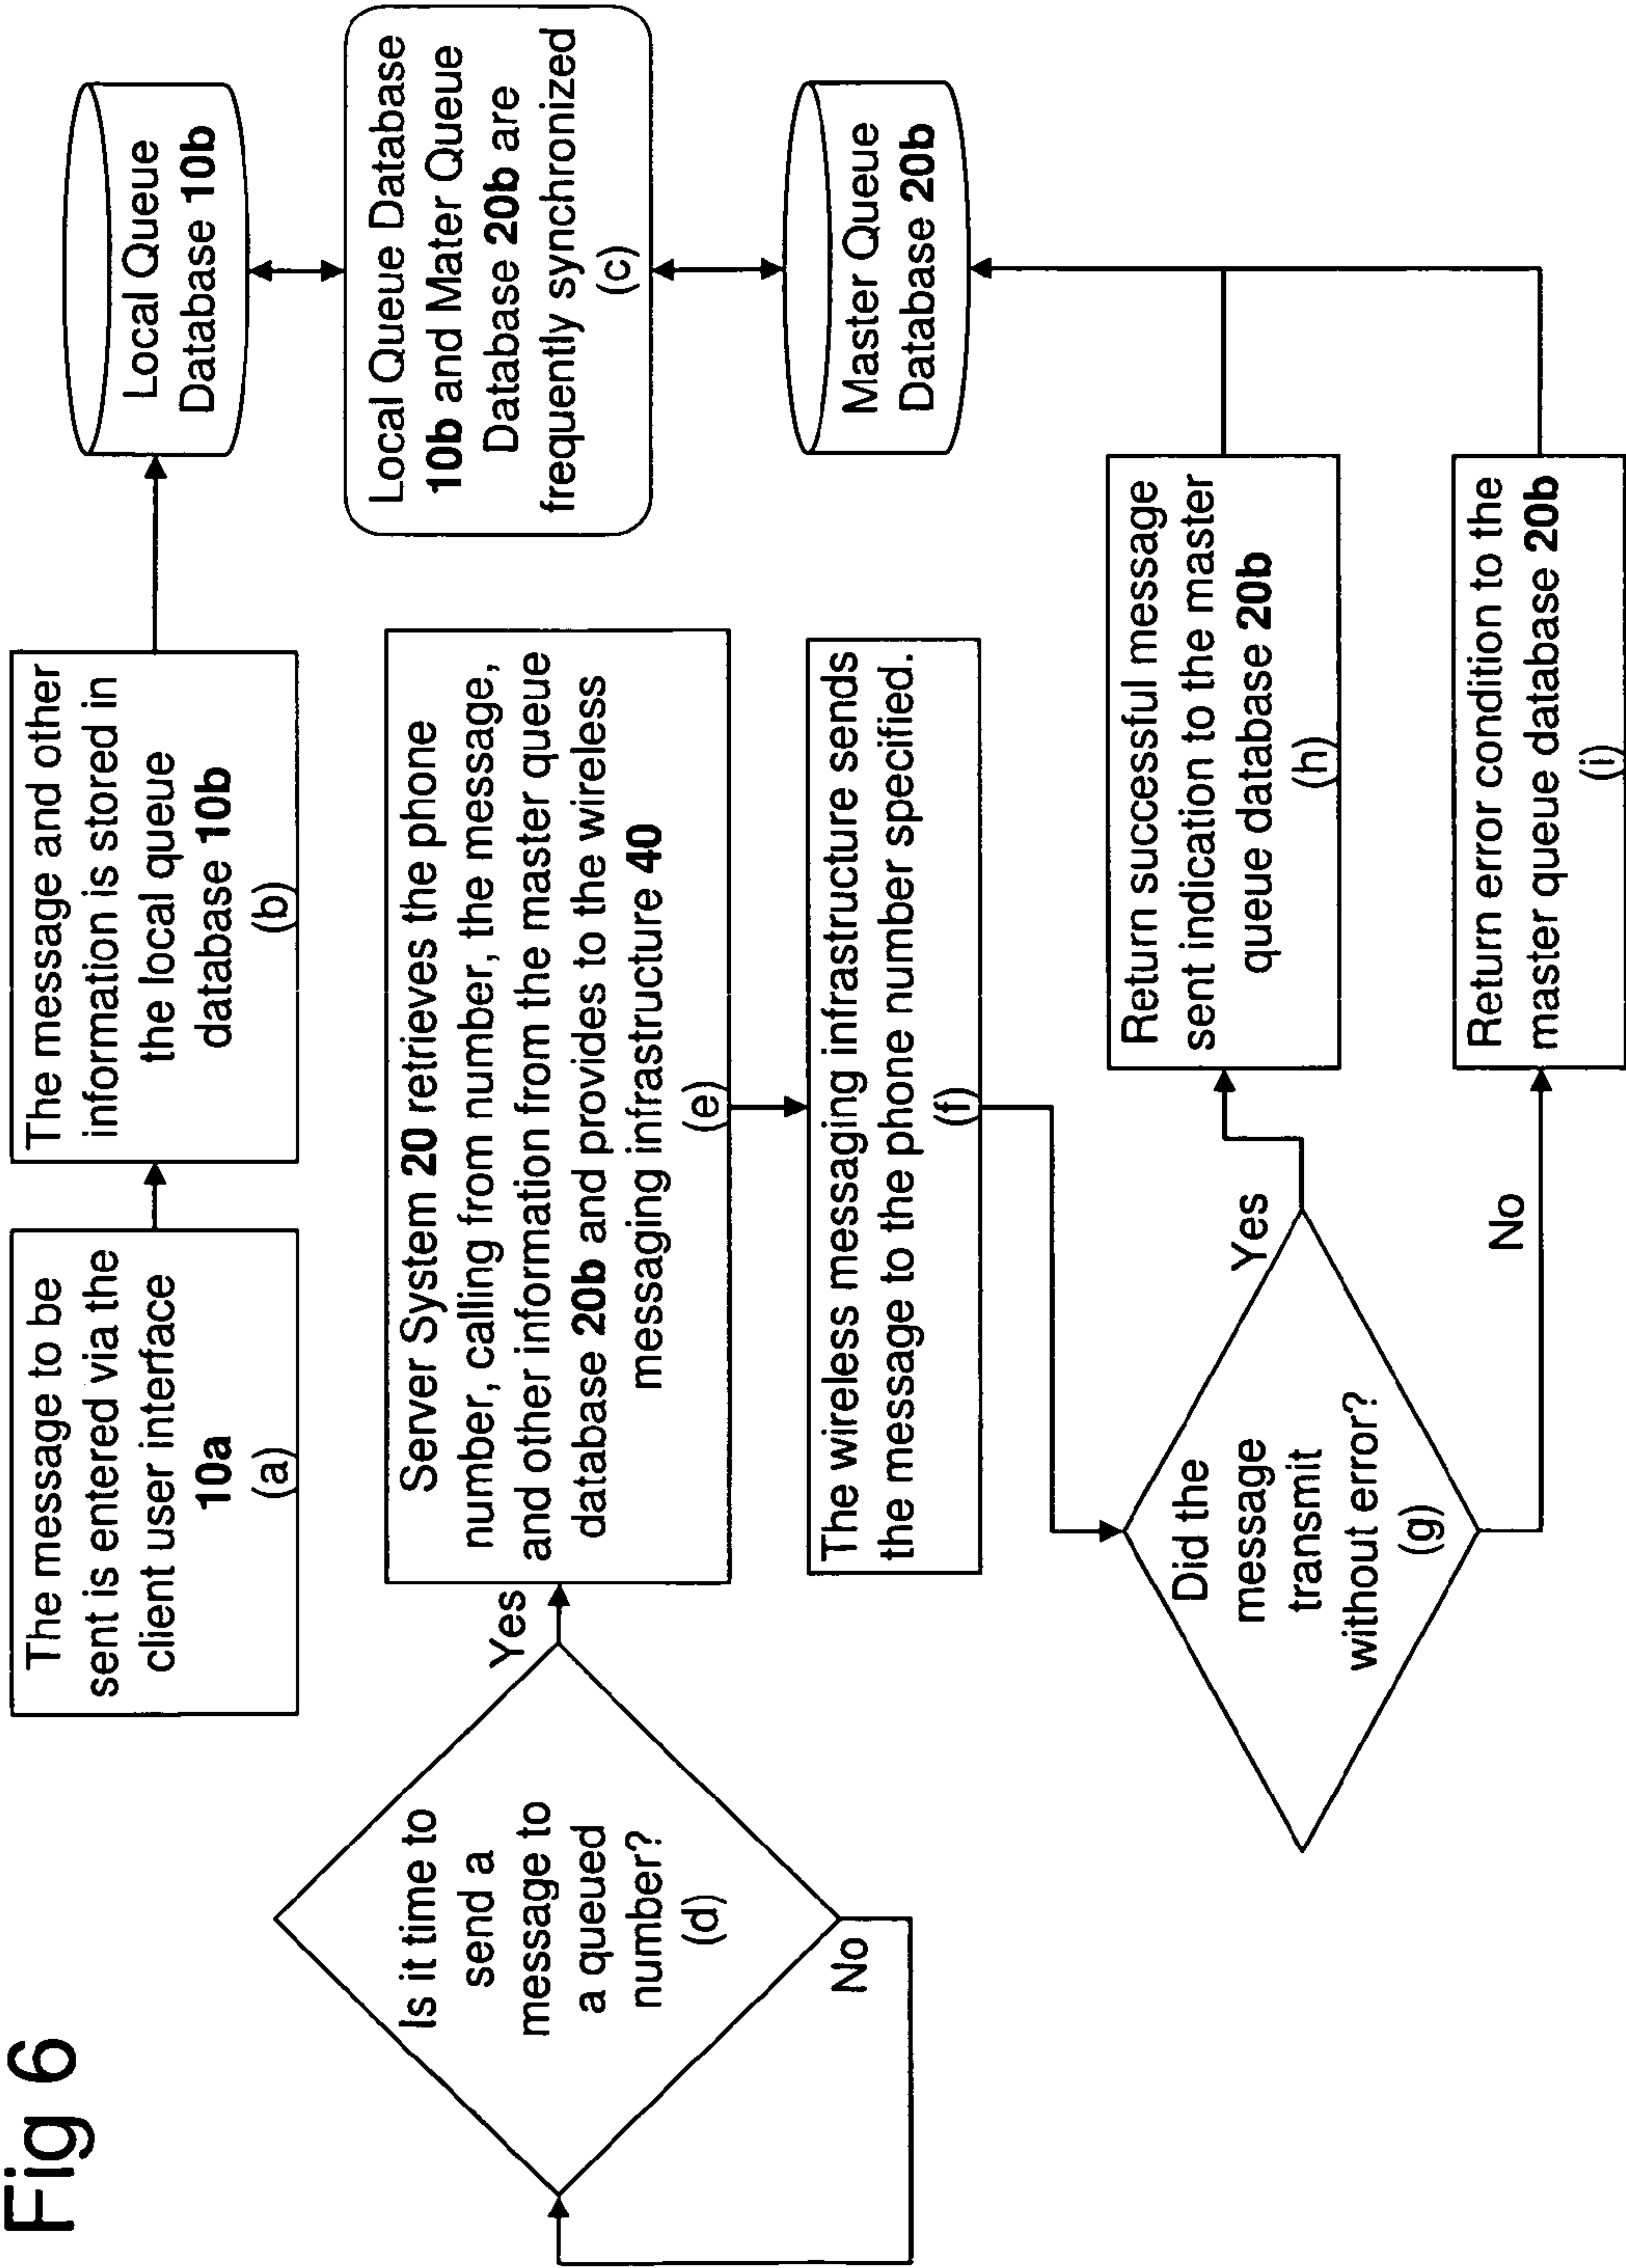 Fig 6
The message to be
sent is entered via the
client user interface
10a
(a)
The message and other
information is stored in
the local queue
database 10b
(b)
Local Queue
Database 10b
Local Queue Database
10b and Mater Queue
Database 20b are
frequently synchronized
(c)
Master Queue
Database 20b
Is it time to
send a
message to
a queued
number?
(d)
Yes
No
Server System 20 retrieves the phone
number, calling from number, the message,
and other information from the master queue
database 20b and provides to the wireless
messaging infrastructure 40
(e)
The wireless messaging infrastructure sends
the message to the phone number specified.
(f)
Did the
message
transmit
without error?
(g)
Yes
No
Return successful message
sent indication to the master
queue database 20b
(h)
Return error condition to the
master queue database 20b
(i)